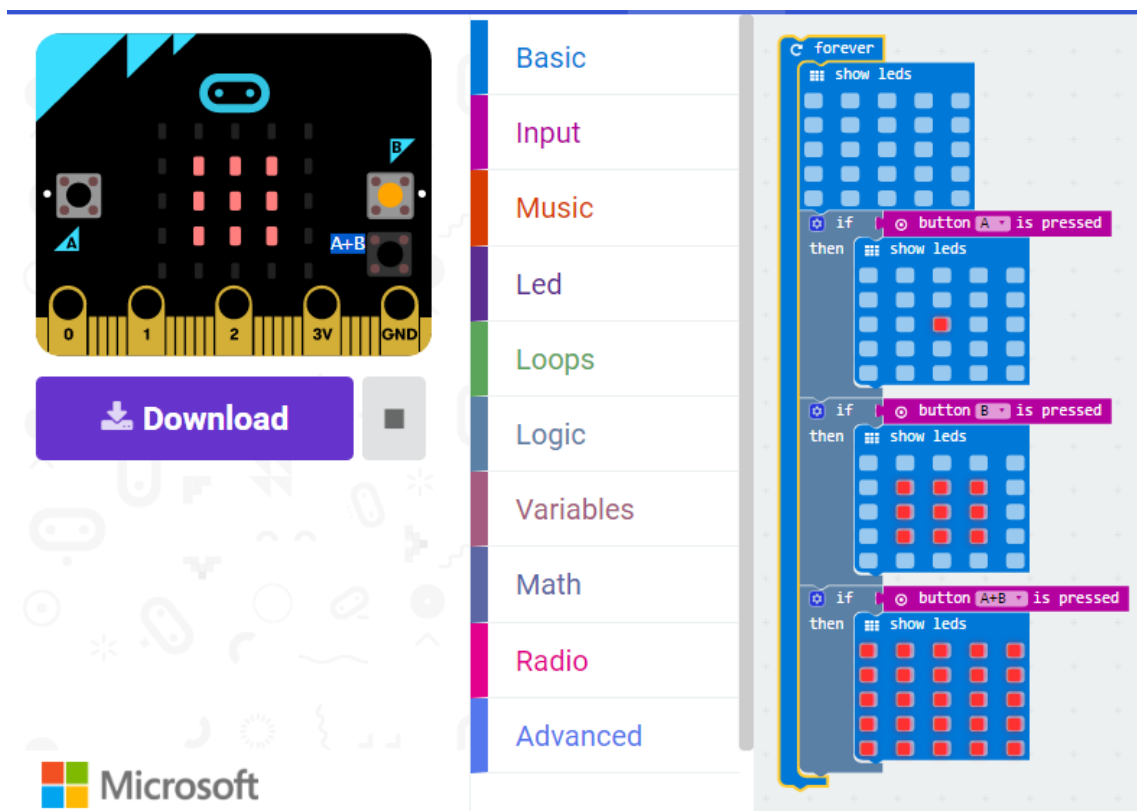 B
A
A+B
0 1 2 3V GND
Download
Microsoft
Basic
Input
Music
Led
Loops
Logic
Variables
Math
Radio
Advanced
forever
show leds
if button A is pressed
then show leds
if button B is pressed
then show leds
if button A+B is pressed
then show leds